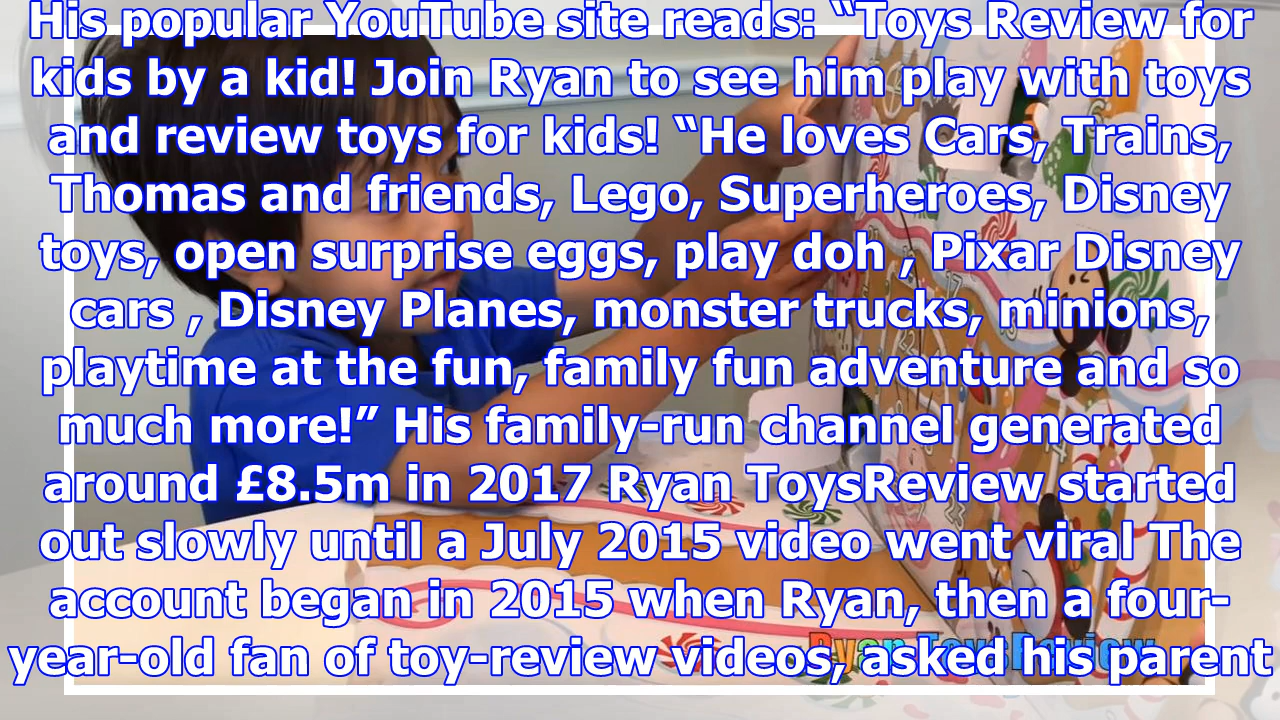 His popular YouTube site reads: “Toys Review for
kids by a kid! Join Ryan to see him play with toys
and review toys for kids! “He loves Cars, Trains,
Thomas and friends, Lego, Superheroes, Disney
toys, open surprise eggs, play doh , Pixar Disney
cars , Disney Planes, monster trucks, minions,
playtime at the fun, family fun adventure and so
much more!” His family-run channel generated
around £8.5m in 2017 Ryan ToysReview started
out slowly until a July 2015 video went viral The
account began in 2015 when Ryan, then a four-
year-old fan of toy-review videos, asked his parent
Ryan ToysReview